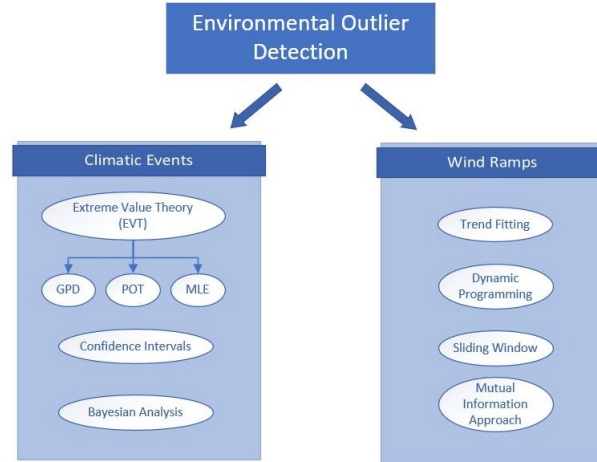 Environmental Outlier
Detection
Climatic Events
Extreme Value Theory
(EVT)
GPD POT MLE
Confidence Intervals
Bayesian Analysis
Wind Ramps
Trend Fitting
Dynamic
Programming
Sliding Window
Mutual
Information
Approach